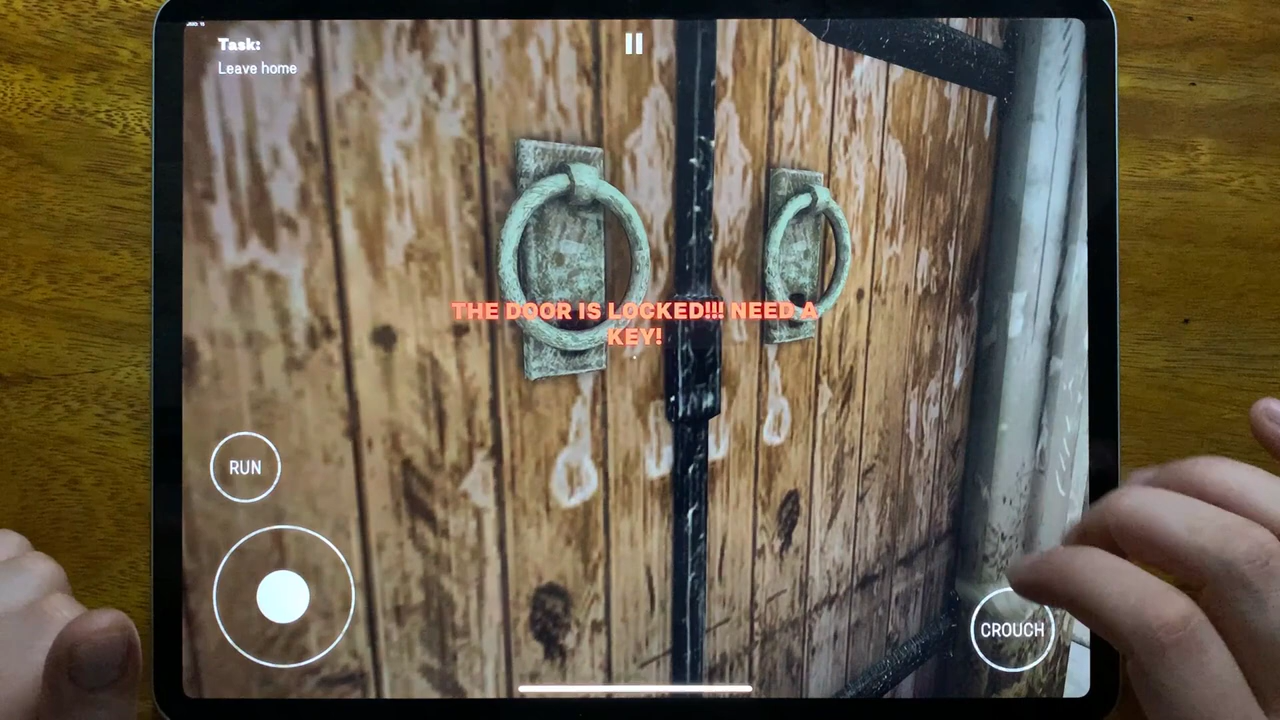 Task:
Leave home
THE DOOR IS LOCKED!!! NEED A
KEY!
RUN
CROUCH